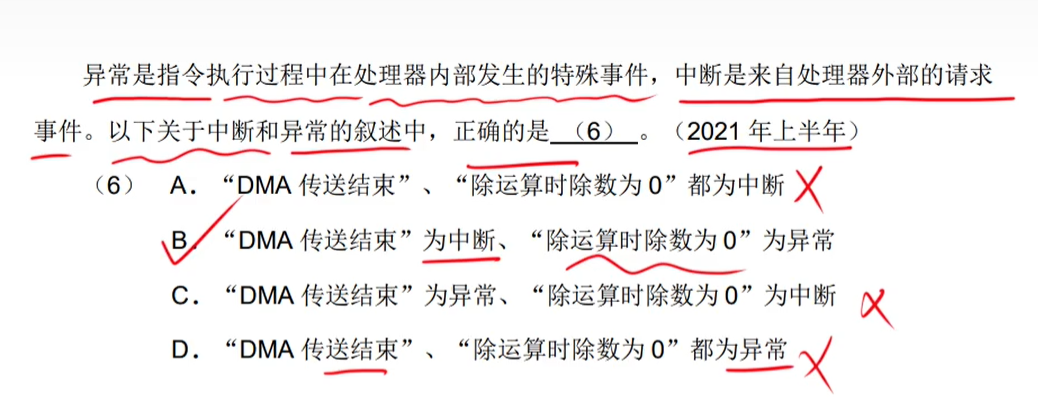 异常是指令执行过程中在处理器内部发生的特殊事件，中断是来自处理器外部的请求
事件。以下关于中断和异常的叙述中，正确的是（6）。（2021 年上半年）
（6） A．“DMA 传送结束”、“除运算时除数为 0”都为中断
B．“DMA 传送结束”为中断、“除运算时除数为 0”为异常
C．“DMA 传送结束”为异常、“除运算时除数为 0”为中断
D．“DMA 传送结束”、“除运算时除数为 0”都为异常